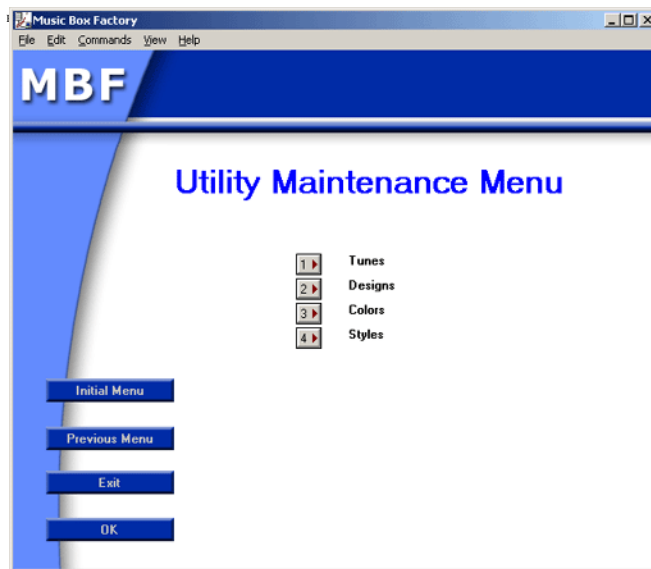 Music Box Factory
File Edit Commands View Help
MBF
Utility Maintenance Menu
1 Tunes
2 Designs
3 Colors
4 Styles
Initial Menu
Previous Menu
Exit
OK